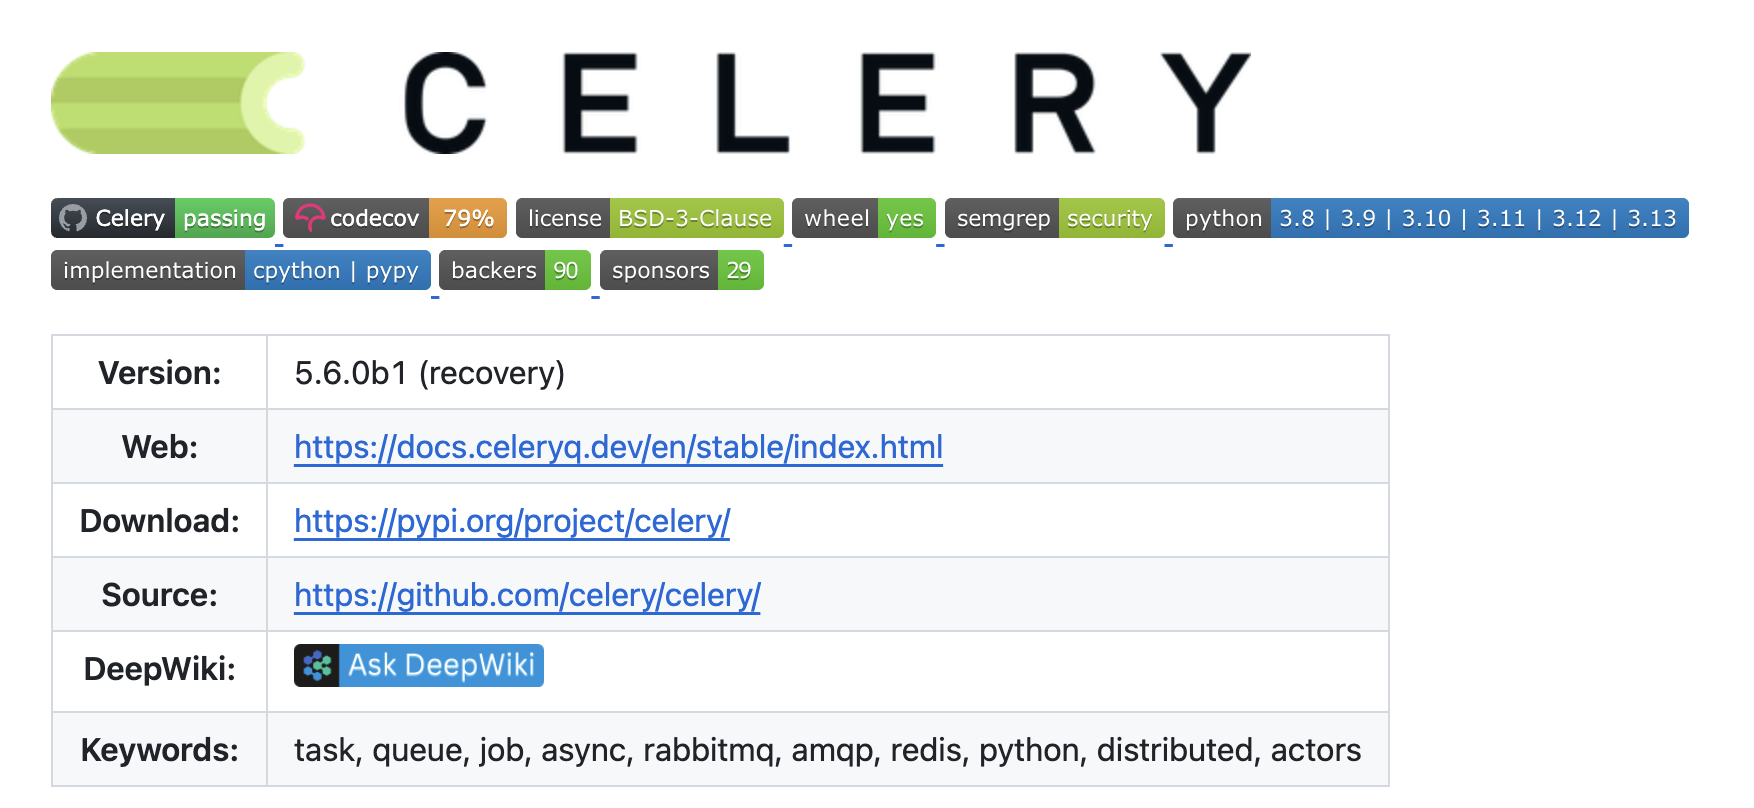 CELERY
Celery passing codecov 79% license BSD-3-Clause wheel yes semgrep security python 3.8 | 3.9 | 3.10 | 3.11 | 3.12 | 3.13
implementation cpython | pypy backers 90 sponsors 29
Version: 5.6.0b1 (recovery)
Web: https://docs.celeryq.dev/en/stable/index.html
Download: https://pypi.org/project/celery/
Source: https://github.com/celery/celery/
DeepWiki: Ask DeepWiki
Keywords: task, queue, job, async, rabbitmq, amqp, redis, python, distributed, actors